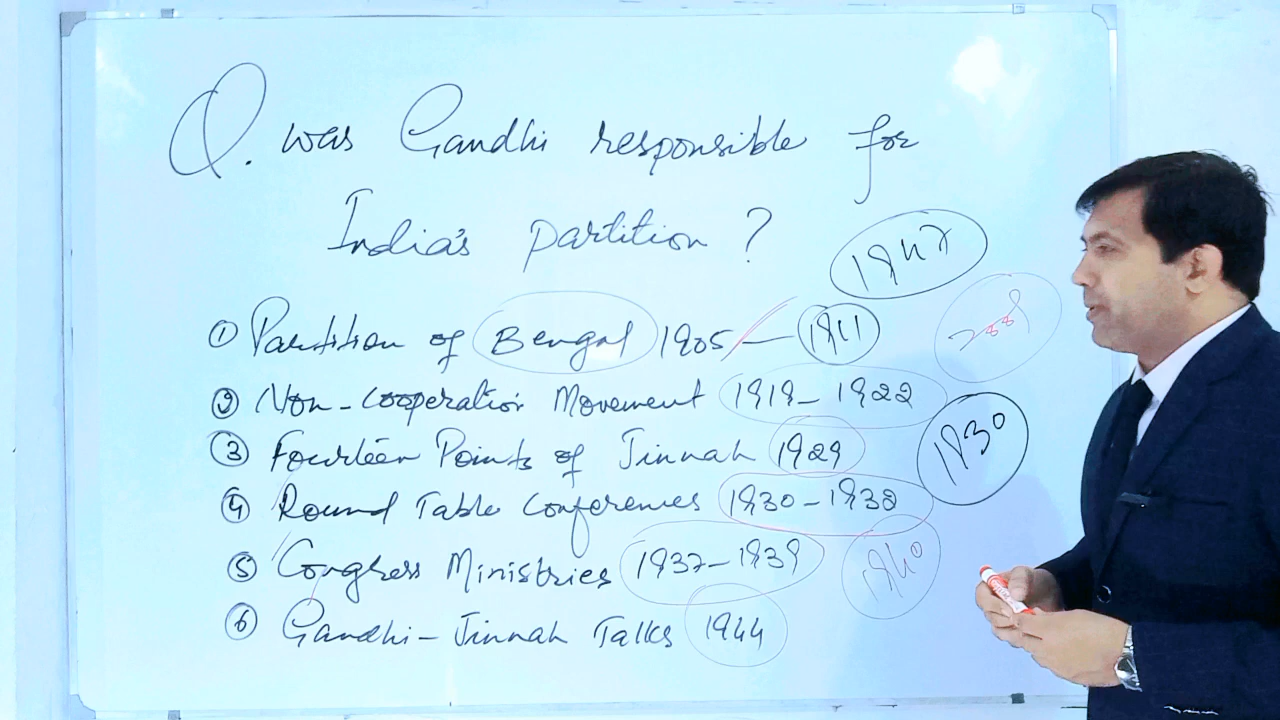 Q. was Gandhi responsible for
India's partition ?
1947
① Partition of Bengal 1905 — 1911
② Non-cooperation Movement 1919 - 1922
③ Fourteen Points of Jinnah 1929
1930
④ Round Table Conferences 1930 - 1932
⑤ Congress Ministries 1937 - 1939
1940
⑥ Gandhi - Jinnah Talks 1944